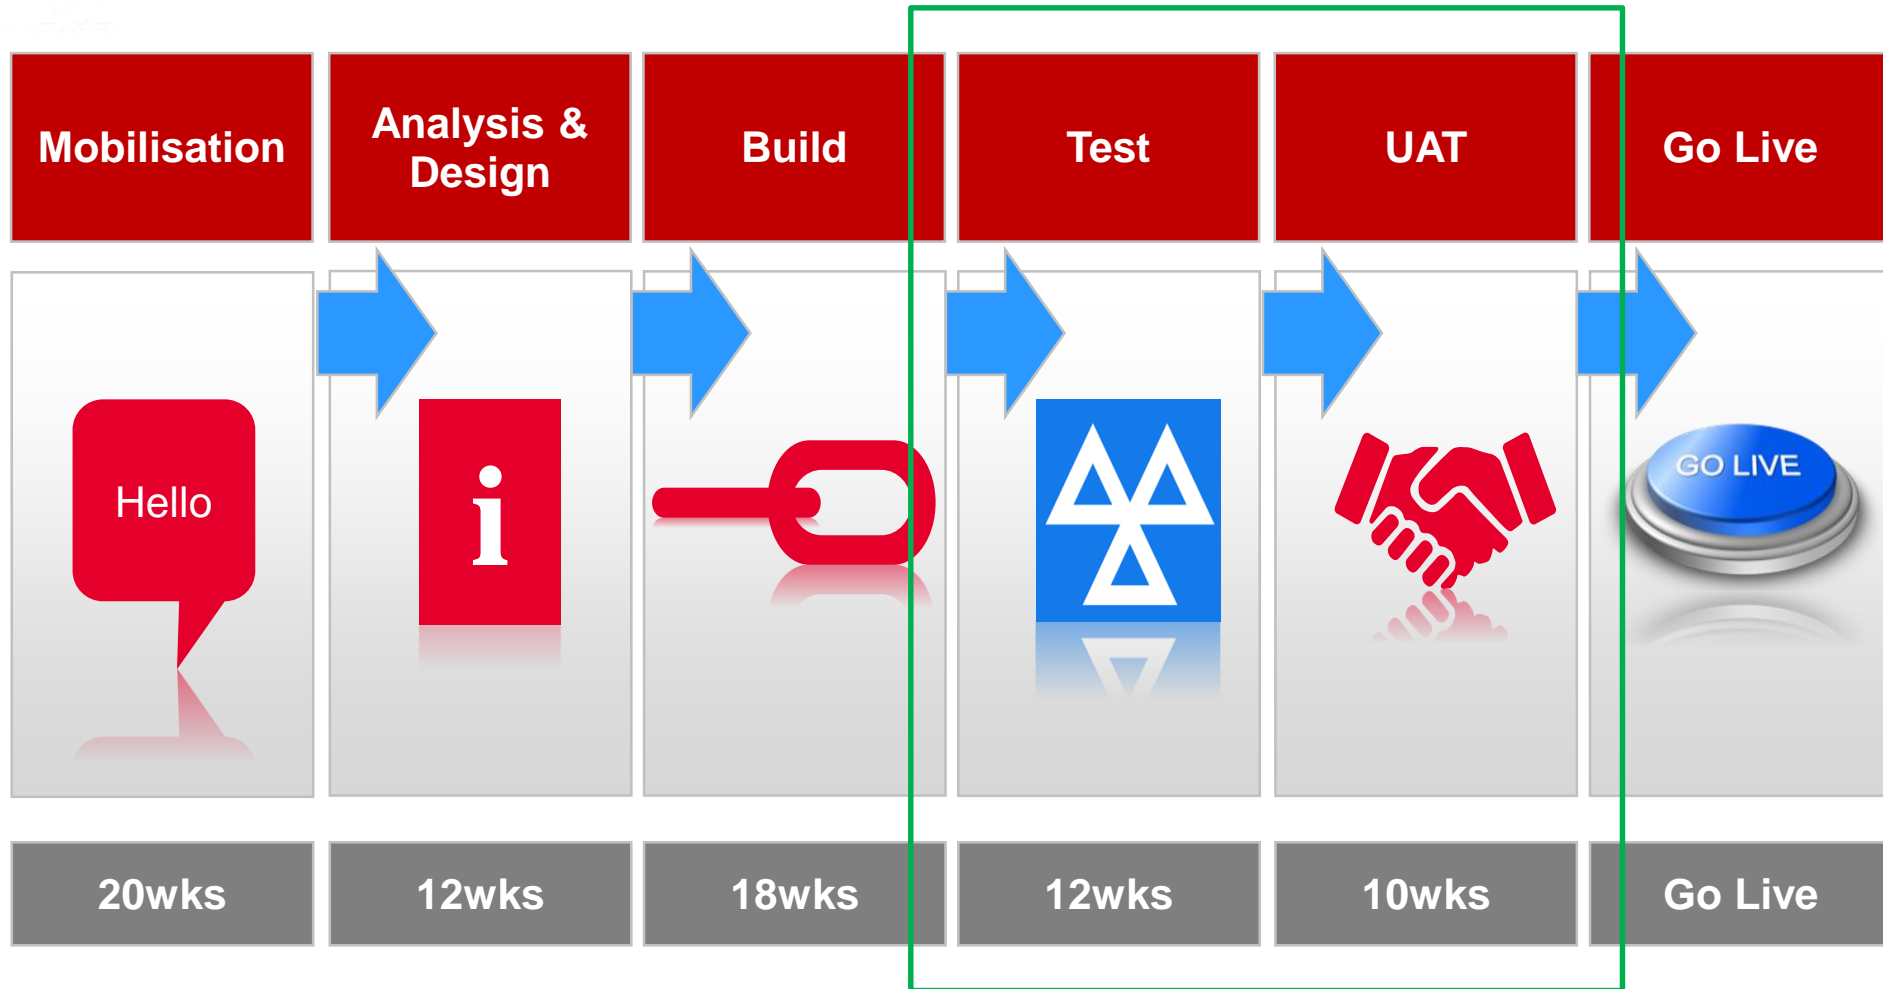 Mobilisation
Analysis &
Design
Build
Test
UAT
Go Live
Hello
i
GO LIVE
20wks
12wks
18wks
12wks
10wks
Go Live